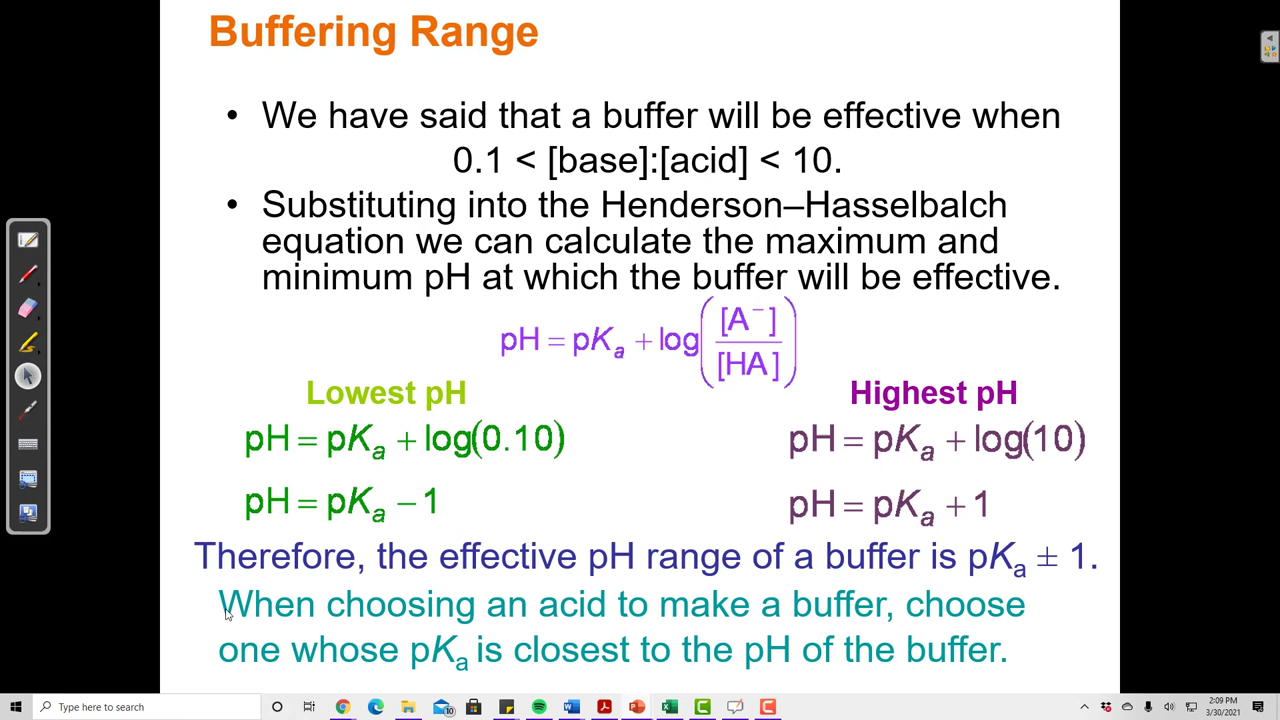 Buffering Range
• We have said that a buffer will be effective when
0.1 < [base]:[acid] < 10.
• Substituting into the Henderson–Hasselbalch
equation we can calculate the maximum and
minimum pH at which the buffer will be effective.
pH = pKa + log([A⁻]/[HA])
Lowest pH
pH = pKa + log(0.10)
pH = pKa − 1
Highest pH
pH = pKa + log(10)
pH = pKa + 1
Therefore, the effective pH range of a buffer is pKa ± 1.
When choosing an acid to make a buffer, choose
one whose pKa is closest to the pH of the buffer.
Type here to search
10
2:09 PM
3/30/2021